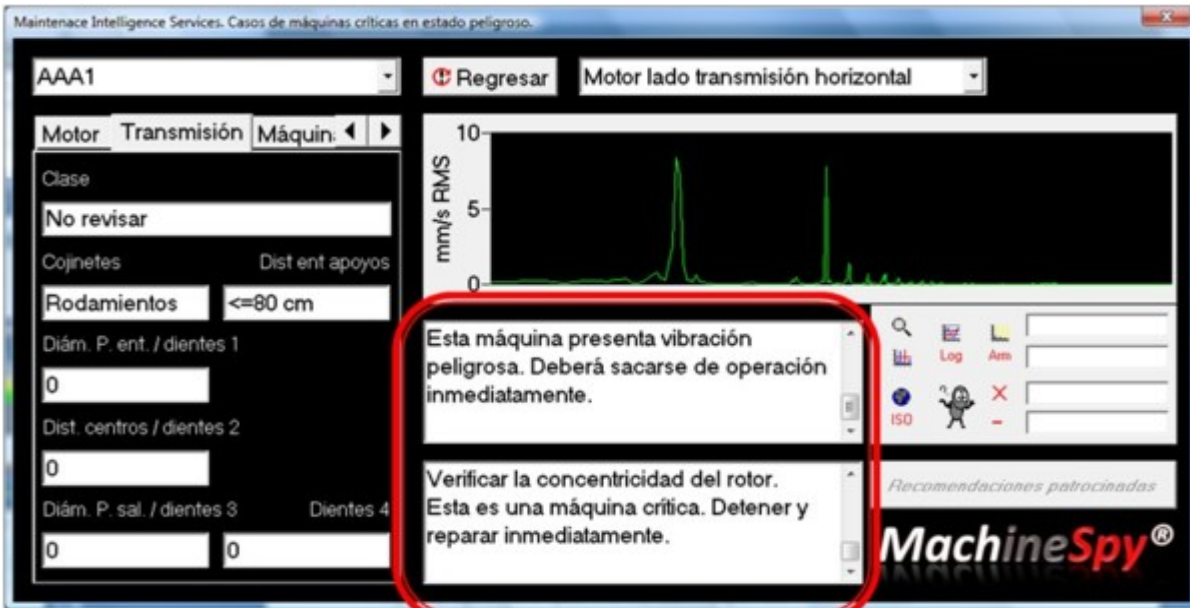 Maintenace Intelligence Services. Casos de máquinas críticas en estado peligroso.
AAA1
Regresar
Motor lado transmisión horizontal
Motor Transmisión Máquin
Clase
No revisar
Cojinetes Dist ent apoyos
Rodamientos <=80 cm
Diám. P. ent. / dientes 1
0
Dist. centros / dientes 2
0
Diám. P. sal. / dientes 3 Dientes 4
0 0
10
5
0
mm/s RMS
Esta máquina presenta vibración
peligrosa. Deberá sacarse de operación
inmediatamente.
Verificar la concentricidad del rotor.
Esta es una máquina crítica. Detener y
reparar inmediatamente.
Log Arm
ISO
Recomendaciones patrocinadas
MachineSpy®